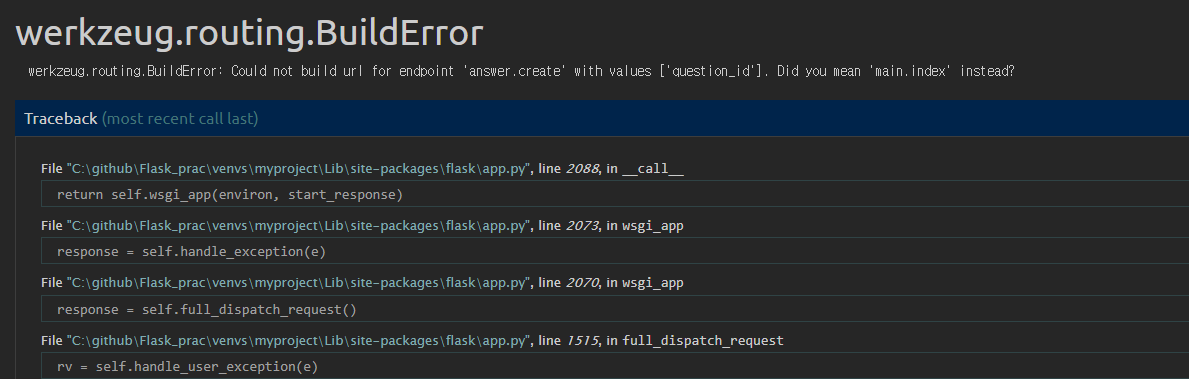 werkzeug.routing.BuildError
werkzeug.routing.BuildError: Could not build url for endpoint 'answer.create' with values ['question_id']. Did you mean 'main.index' instead?
Traceback (most recent call last)
File "C:\github\Flask_prac\venvs\myproject\Lib\site-packages\flask\app.py", line 2088, in __call__
return self.wsgi_app(environ, start_response)
File "C:\github\Flask_prac\venvs\myproject\Lib\site-packages\flask\app.py", line 2073, in wsgi_app
response = self.handle_exception(e)
File "C:\github\Flask_prac\venvs\myproject\Lib\site-packages\flask\app.py", line 2070, in wsgi_app
response = self.full_dispatch_request()
File "C:\github\Flask_prac\venvs\myproject\Lib\site-packages\flask\app.py", line 1515, in full_dispatch_request
rv = self.handle_user_exception(e)